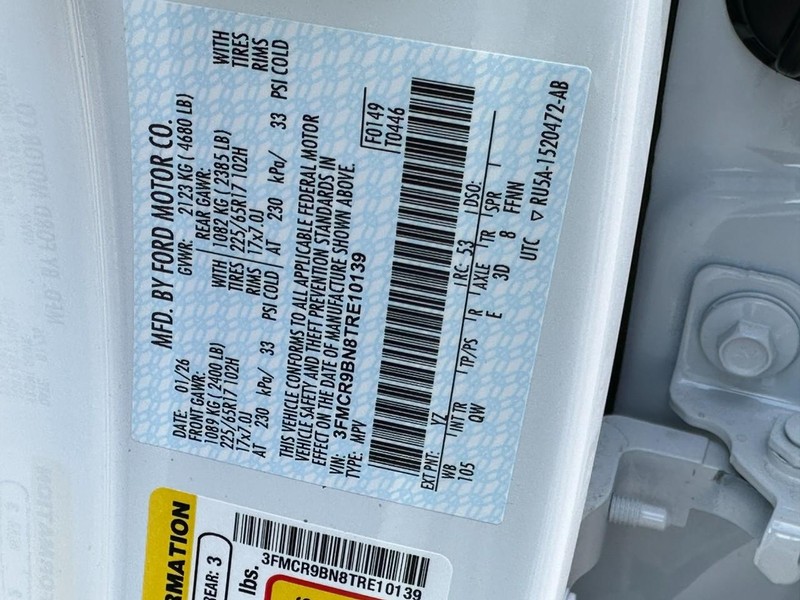 MFD. BY FORD MOTOR CO.
DATE: 01/26 GVWR: 2123 KG ( 4680 LB)
FRONT GAWR: REAR GAWR:
1089 KG (2400 LB) WITH 1082 KG ( 2385 LB) WITH
225/65R17 102H TIRES 225/65R17 102H TIRES
17x7.0J RIMS 17x7.0J RIMS
AT 230 kPa/ 33 PSI COLD AT 230 kPa/ 33 PSI COLD
THIS VEHICLE CONFORMS TO ALL APPLICABLE FEDERAL MOTOR
VEHICLE SAFETY AND THEFT PREVENTION STANDARDS IN
EFFECT ON THE DATE OF MANUFACTURE SHOWN ABOVE.
VIN: 3FMCR9BN8TRE10139
TYPE: MPV
F0149
T0446
EXT PNT: YZ RC: 53 DSO:
WB INT TR TP/PS R AXLE TR SPR
105 QW E 3D 8 FFNN
UTC ▽ RU5A-1520472-AB
RMATION
REAR: 3
lbs.
3FMCR9BN8TRE10139